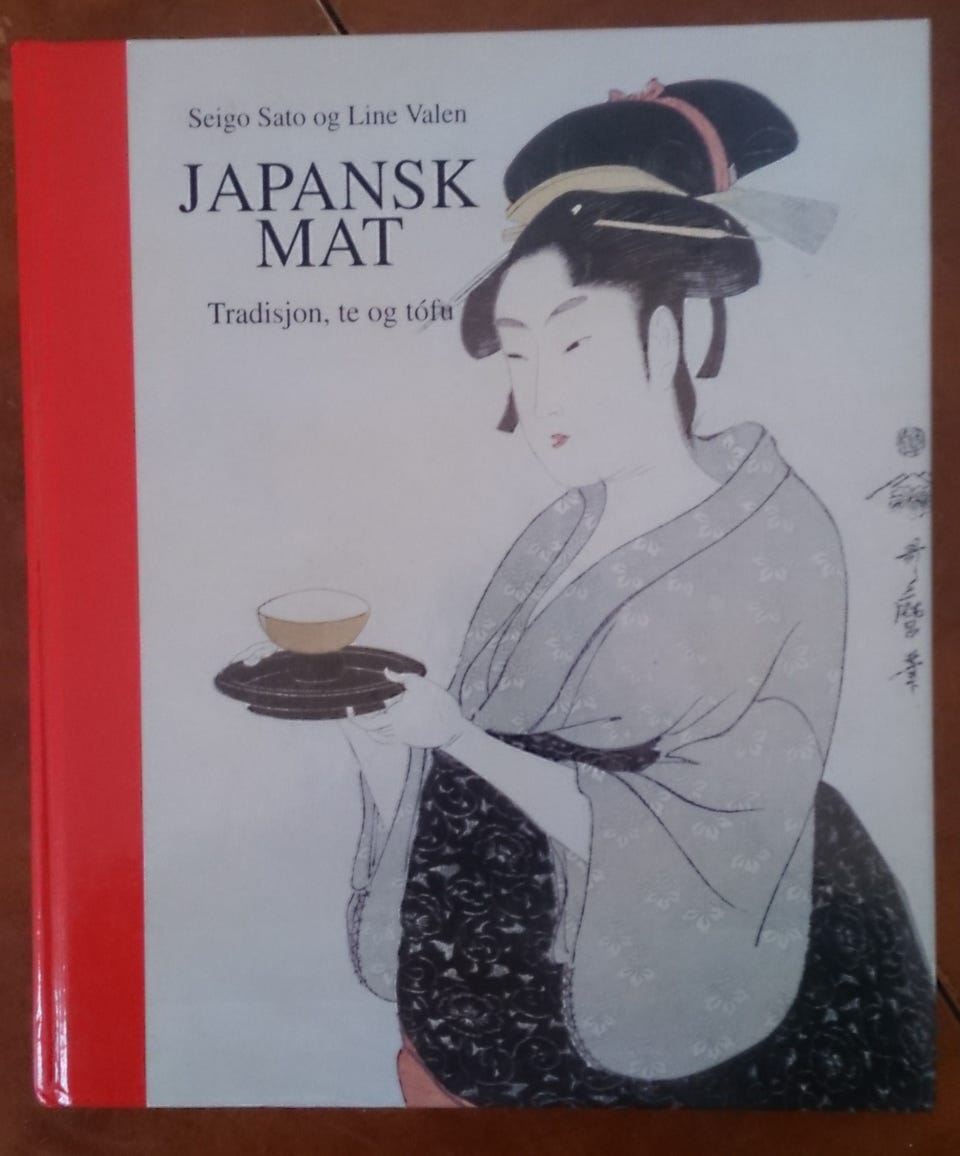 Seigo Sato og Line Valen
JAPANSK
MAT
Tradisjon, te og tófu